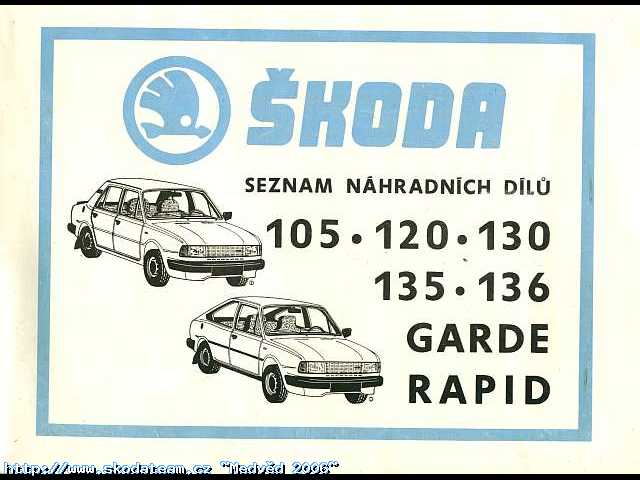 ŠKODA
SEZNAM NÁHRADNÍCH DÍLŮ
105 • 120 • 130
135 • 136
GARDE
RAPID
http://www.skodateam.cz "Medvěd 2006"